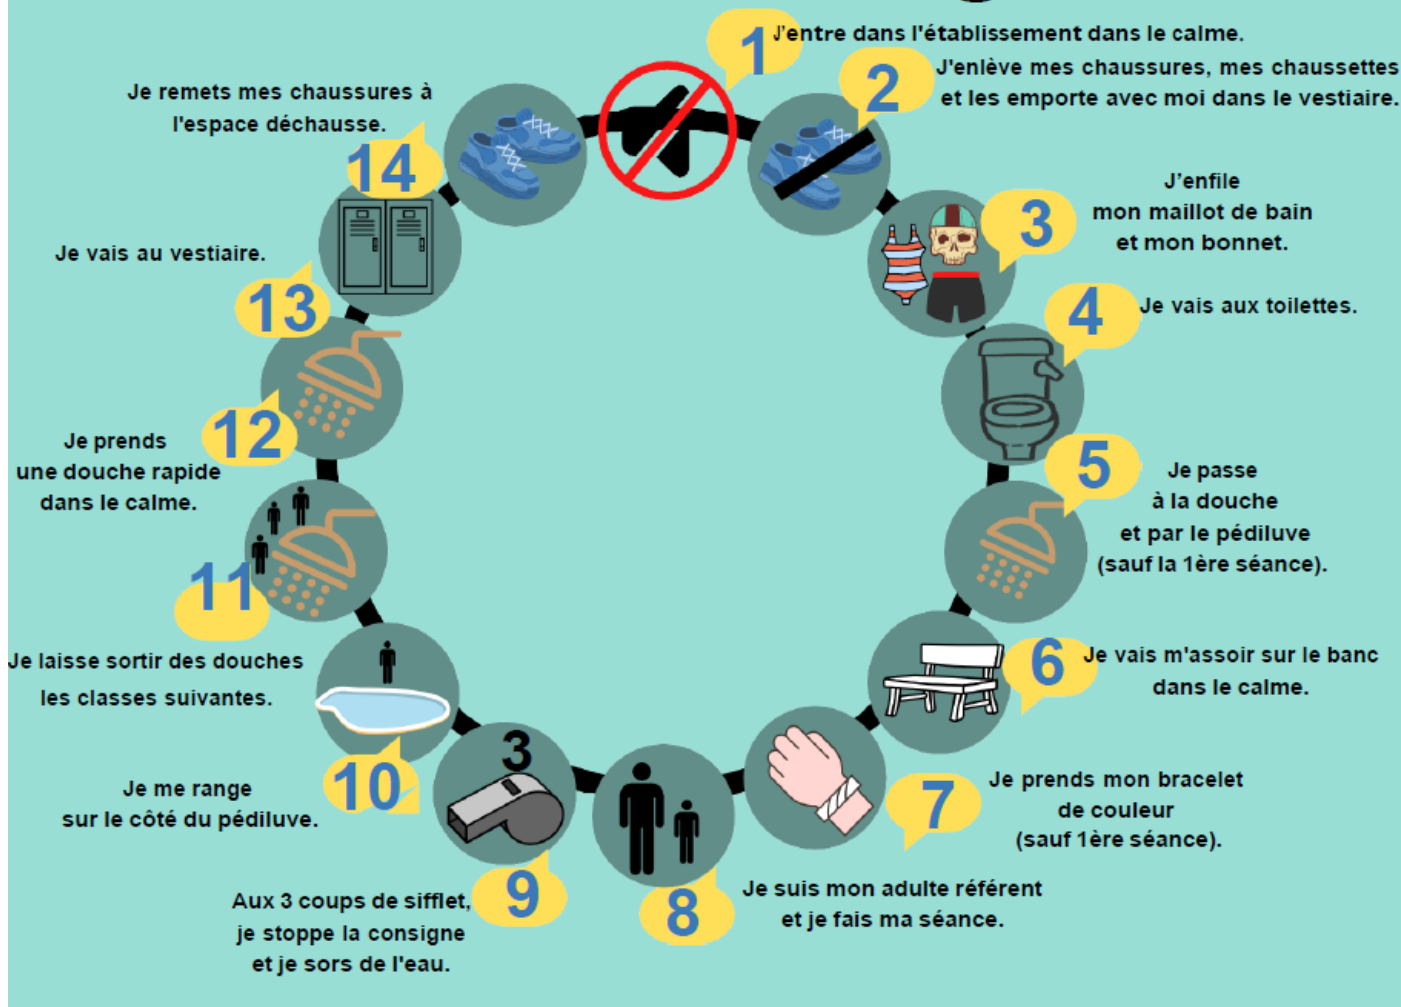 1
J'entre dans l'établissement dans le calme.
2
J'enlève mes chaussures, mes chaussettes
et les emporte avec moi dans le vestiaire.
3
J'enfile
mon maillot de bain
et mon bonnet.
4
Je vais aux toilettes.
5
Je passe
à la douche
et par le pédiluve
(sauf la 1ère séance).
6
Je vais m'assoir sur le banc
dans le calme.
7
Je prends mon bracelet
de couleur
(sauf 1ère séance).
8
Je suis mon adulte référent
et je fais ma séance.
3
9
Aux 3 coups de sifflet,
je stoppe la consigne
et je sors de l'eau.
10
Je me range
sur le côté du pédiluve.
11
Je laisse sortir des douches
les classes suivantes.
12
Je prends
une douche rapide
dans le calme.
13
Je vais au vestiaire.
14
Je remets mes chaussures à
l'espace déchausse.